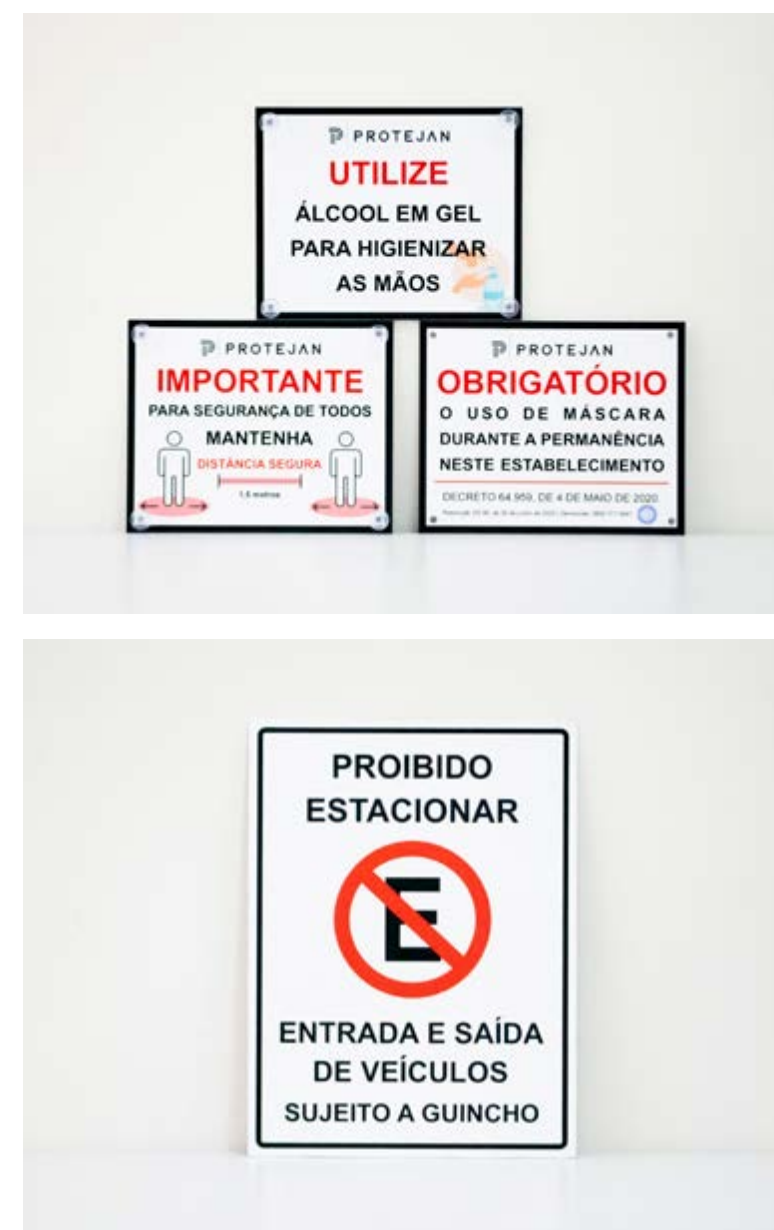 PROTEJAN
UTILIZE
ÁLCOOL EM GEL
PARA HIGIENIZAR
AS MÃOS
PROTEJAN
IMPORTANTE
PARA SEGURANÇA DE TODOS
MANTENHA
DISTÂNCIA SEGURA
1,5 metros
PROTEJAN
OBRIGATÓRIO
O USO DE MÁSCARA
DURANTE A PERMANÊNCIA
NESTE ESTABELECIMENTO
DECRETO 64.959, DE 4 DE MAIO DE 2020
PROIBIDO
ESTACIONAR
E
ENTRADA E SAÍDA
DE VEÍCULOS
SUJEITO A GUINCHO